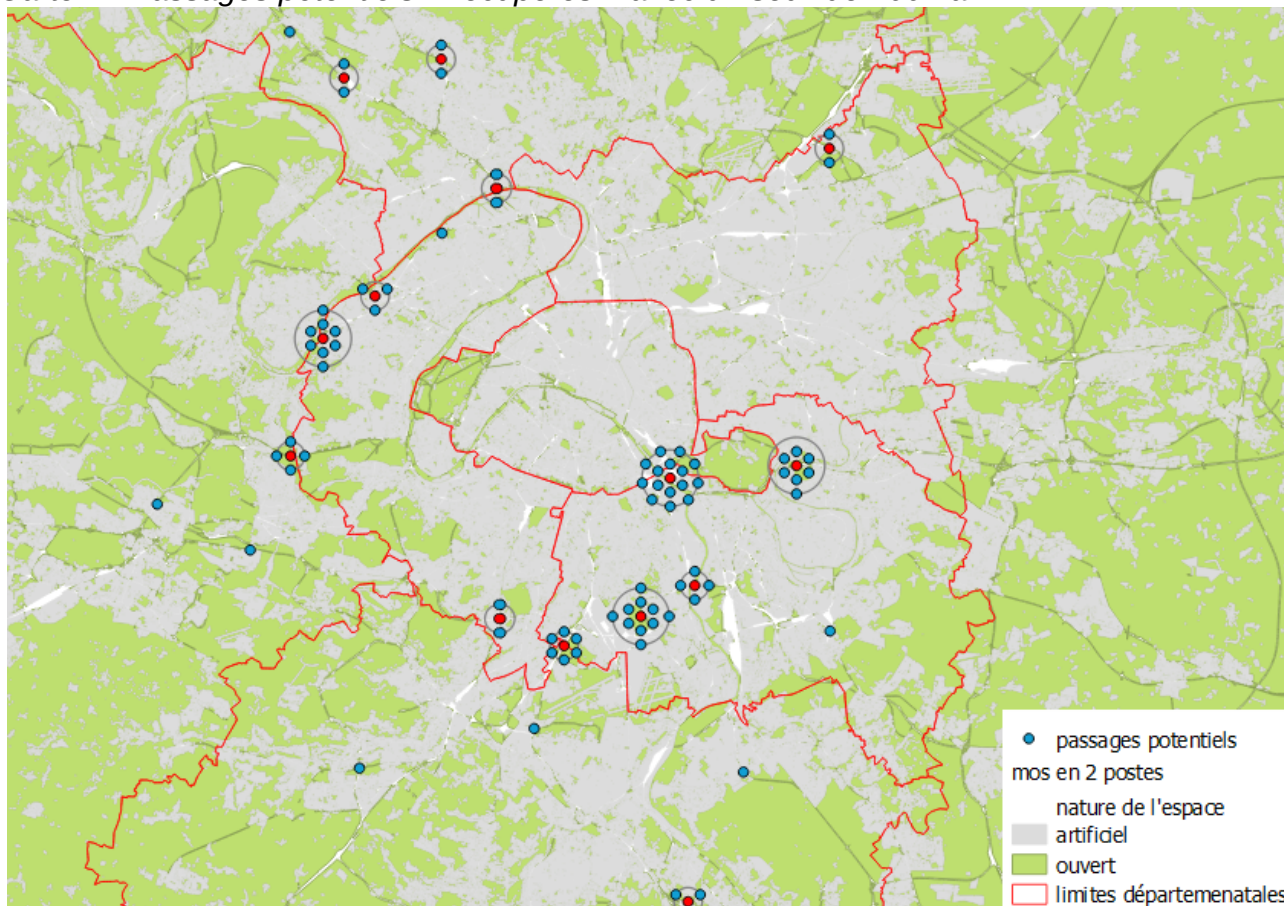 passages potentiels
mos en 2 postes
nature de l'espace
artificiel
ouvert
limites départemenatales